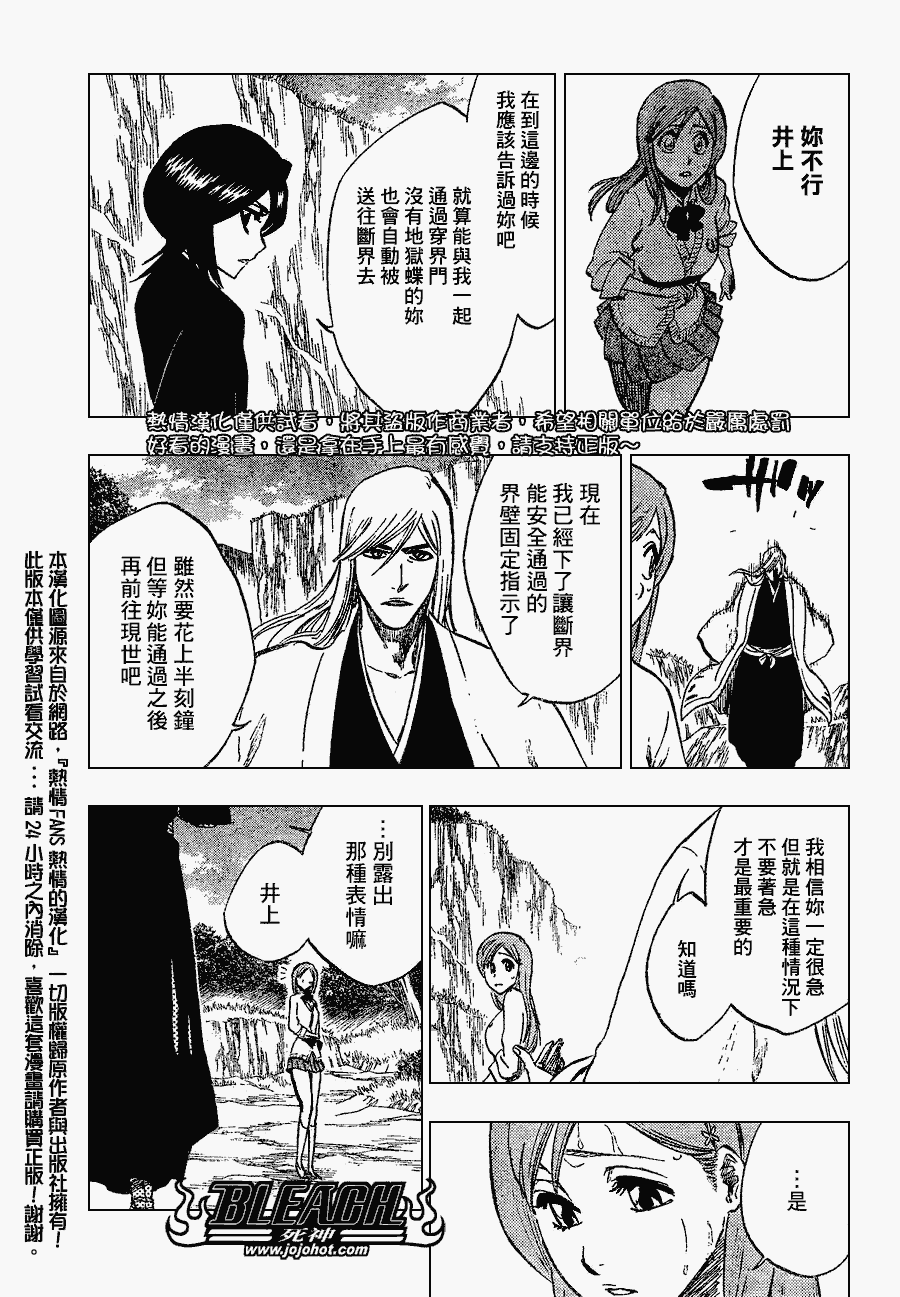 妳不行
井上
在到這邊的時候
我應該告訴過妳吧
就算能與我一起
通過穿界門
沒有地獄蝶的妳
也會自動被
送往斷界去
熱情漢化僅供試看，將其盜版作商業者，希望相關單位給於嚴厲處罰
好看的漫畫，還是拿在手上最有感覺，請支持正版～
現在
我已經下了讓斷界
能安全通過的
界壁固定指示了
雖然要花上半刻鐘
但等妳能通過之後
再前往現世吧
我相信妳一定很急
但就是在這種情況下
不要著急
才是最重要的
知道嗎
…別露出
那種表情嘛
井上
…是
本漢化圖源來自於網路，『熱情FANS 熱情的漢化』一切版權歸原作者與出版社擁有！
此版本僅供學習試看交流…請 24 小時之內消除，喜歡這套漫畫請購買正版！謝謝。
BLEACH
死神
www.jojohot.com